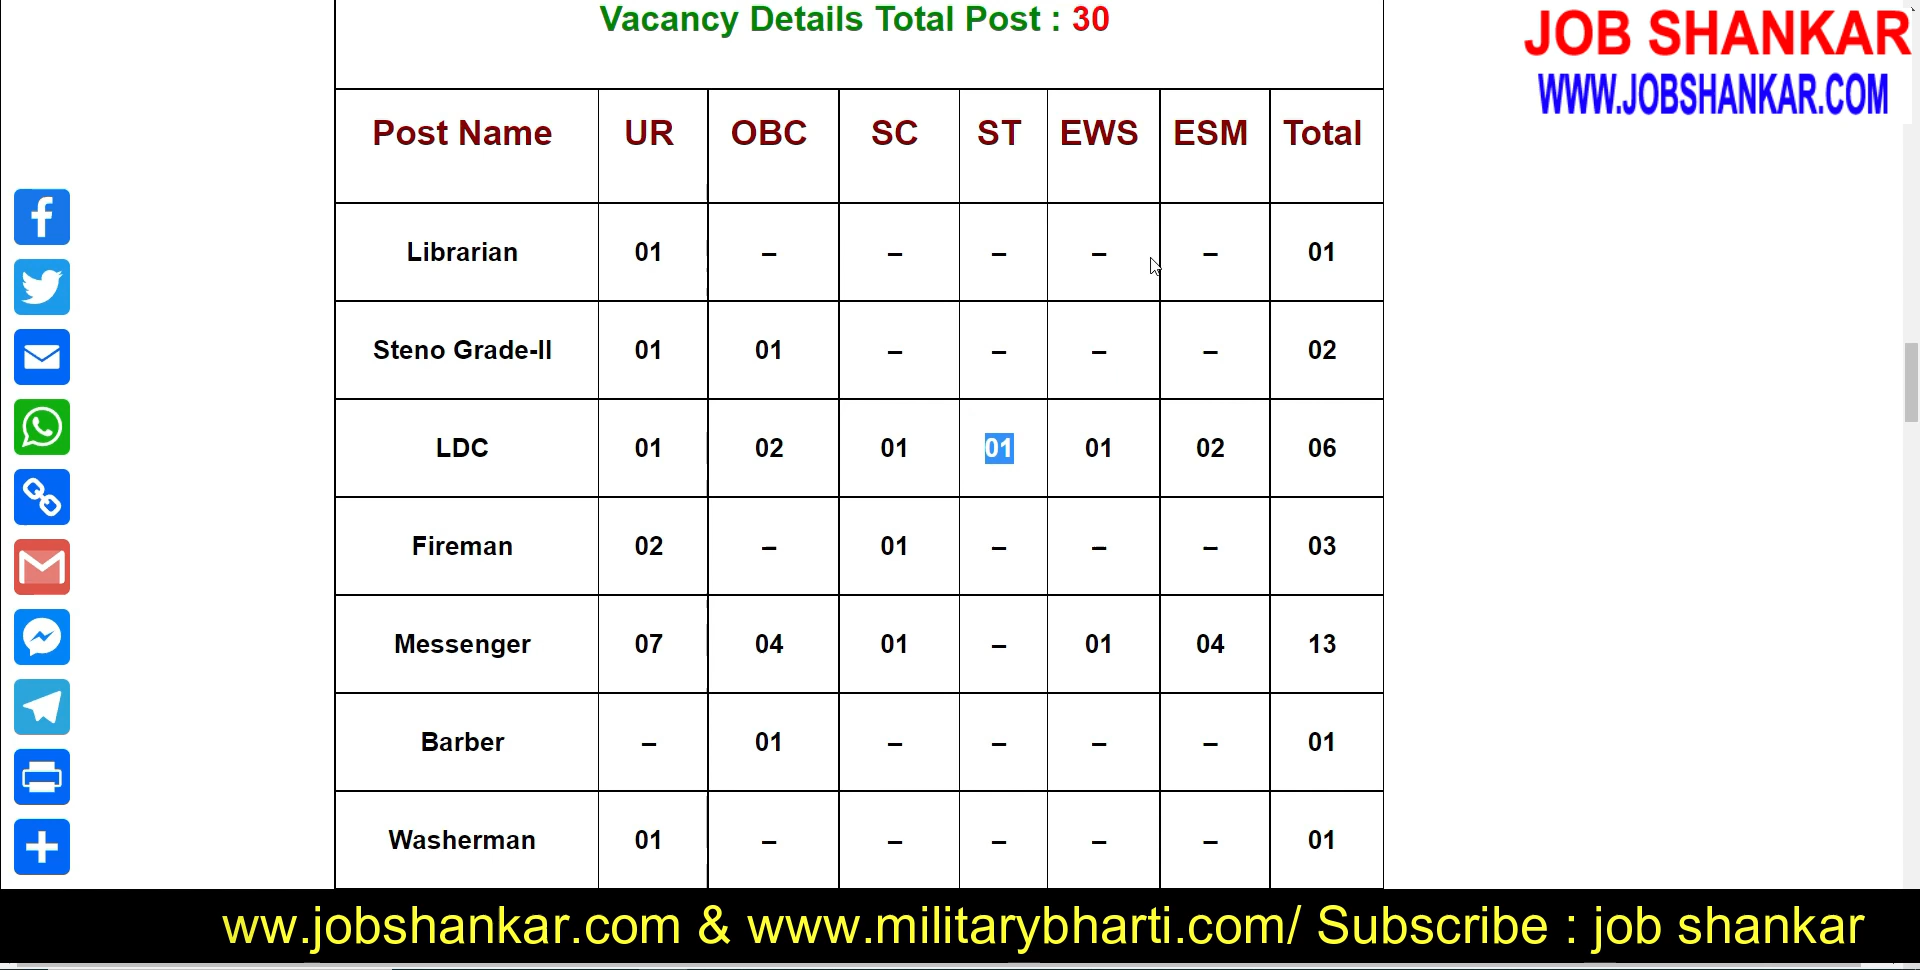 Vacancy Details Total Post : 30
JOB SHANKAR
WWW.JOBSHANKAR.COM
Post Name UR OBC SC ST EWS ESM Total
Librarian 01 – – – – – 01
Steno Grade-II 01 01 – – – – 02
LDC 01 02 01 01 01 02 06
Fireman 02 – 01 – – – 03
Messenger 07 04 01 – 01 04 13
Barber – 01 – – – – 01
Washerman 01 – – – – – 01
ww.jobshankar.com & www.militarybharti.com/ Subscribe : job shankar